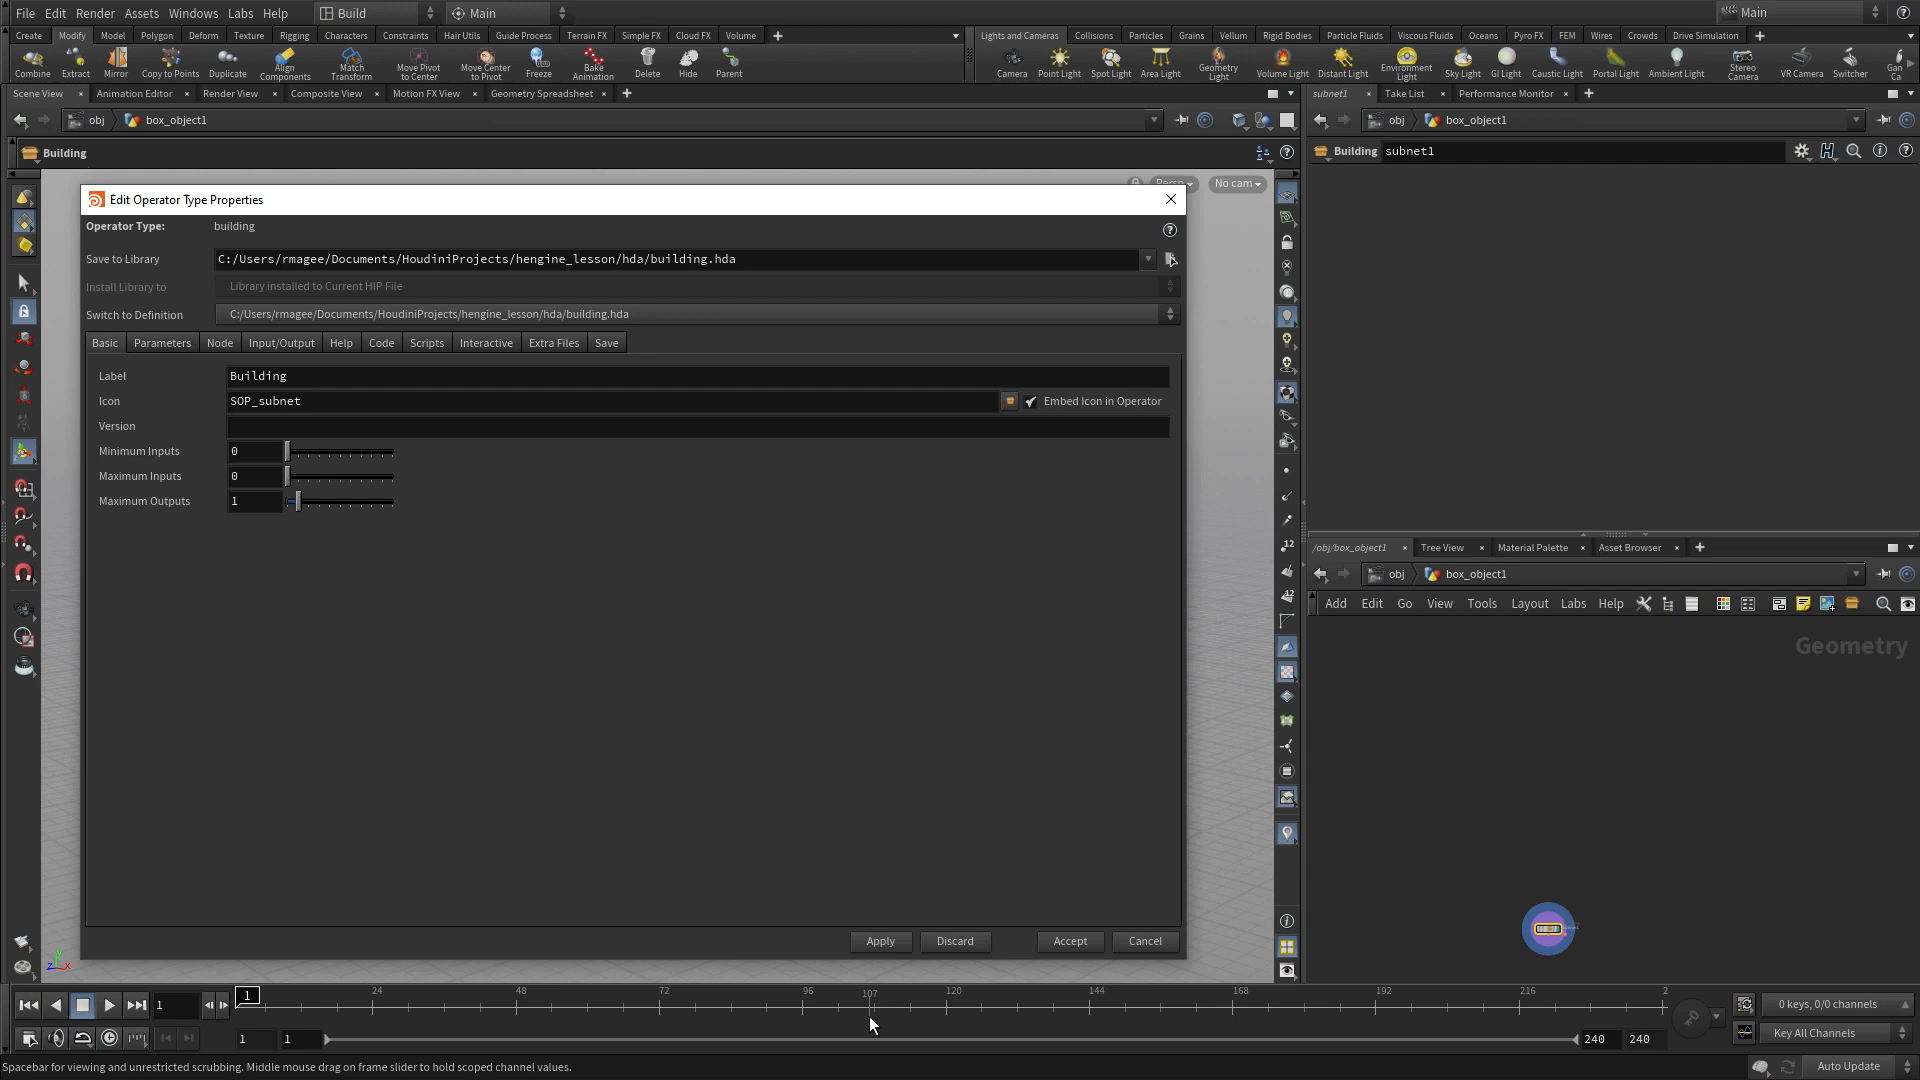 File Edit Render Assets Windows Labs Help Build Main Main
Create Modify Model Polygon Deform Texture Rigging Characters Constraints Hair Utils Guide Process Terrain FX Simple FX Cloud FX Volume
Lights and Cameras Collisions Particles Grains Vellum Rigid Bodies Particle Fluids Viscous Fluids Oceans Pyro FX FEM Wires Crowds Drive Simulation
Combine Extract Mirror Copy to Points Duplicate Align Components Match Transform Move Pivot to Center Move Center to Pivot Freeze Bake Animation Delete Hide Parent
Camera Point Light Spot Light Area Light Geometry Light Volume Light Distant Light Environment Light Sky Light GI Light Caustic Light Portal Light Ambient Light Stereo Camera VR Camera Switcher Gan Ca
Scene View Animation Editor Render View Composite View Motion FX View Geometry Spreadsheet
subnet1 Take List Performance Monitor
obj box_object1
obj box_object1
Building
Building subnet1
No cam
Edit Operator Type Properties
Operator Type: building
Save to Library C:/Users/rmagee/Documents/HoudiniProjects/hengine_lesson/hda/building.hda
Install Library to Library installed to Current HIP File
Switch to Definition C:/Users/rmagee/Documents/HoudiniProjects/hengine_lesson/hda/building.hda
Basic Parameters Node Input/Output Help Code Scripts Interactive Extra Files Save
Label Building
Icon SOP_subnet Embed Icon in Operator
Version
Minimum Inputs 0
Maximum Inputs 0
Maximum Outputs 1
Apply Discard Accept Cancel
/obj/box_object1 Tree View Material Palette Asset Browser
obj box_object1
Add Edit Go View Tools Layout Labs Help
Geometry
1 1 24 48 72 96 107 120 144 168 192 216 2
0 keys, 0/0 channels
1 1 240 240
Key All Channels
Spacebar for viewing and unrestricted scrubbing. Middle mouse drag on frame slider to hold scoped channel values.
Auto Update